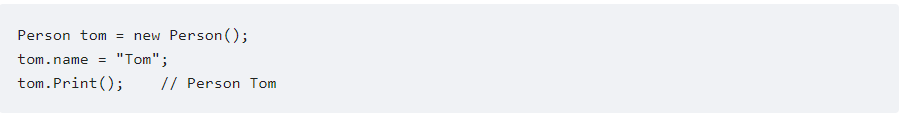 Person tom = new Person();
tom.name = "Tom";
tom.Print();    // Person Tom